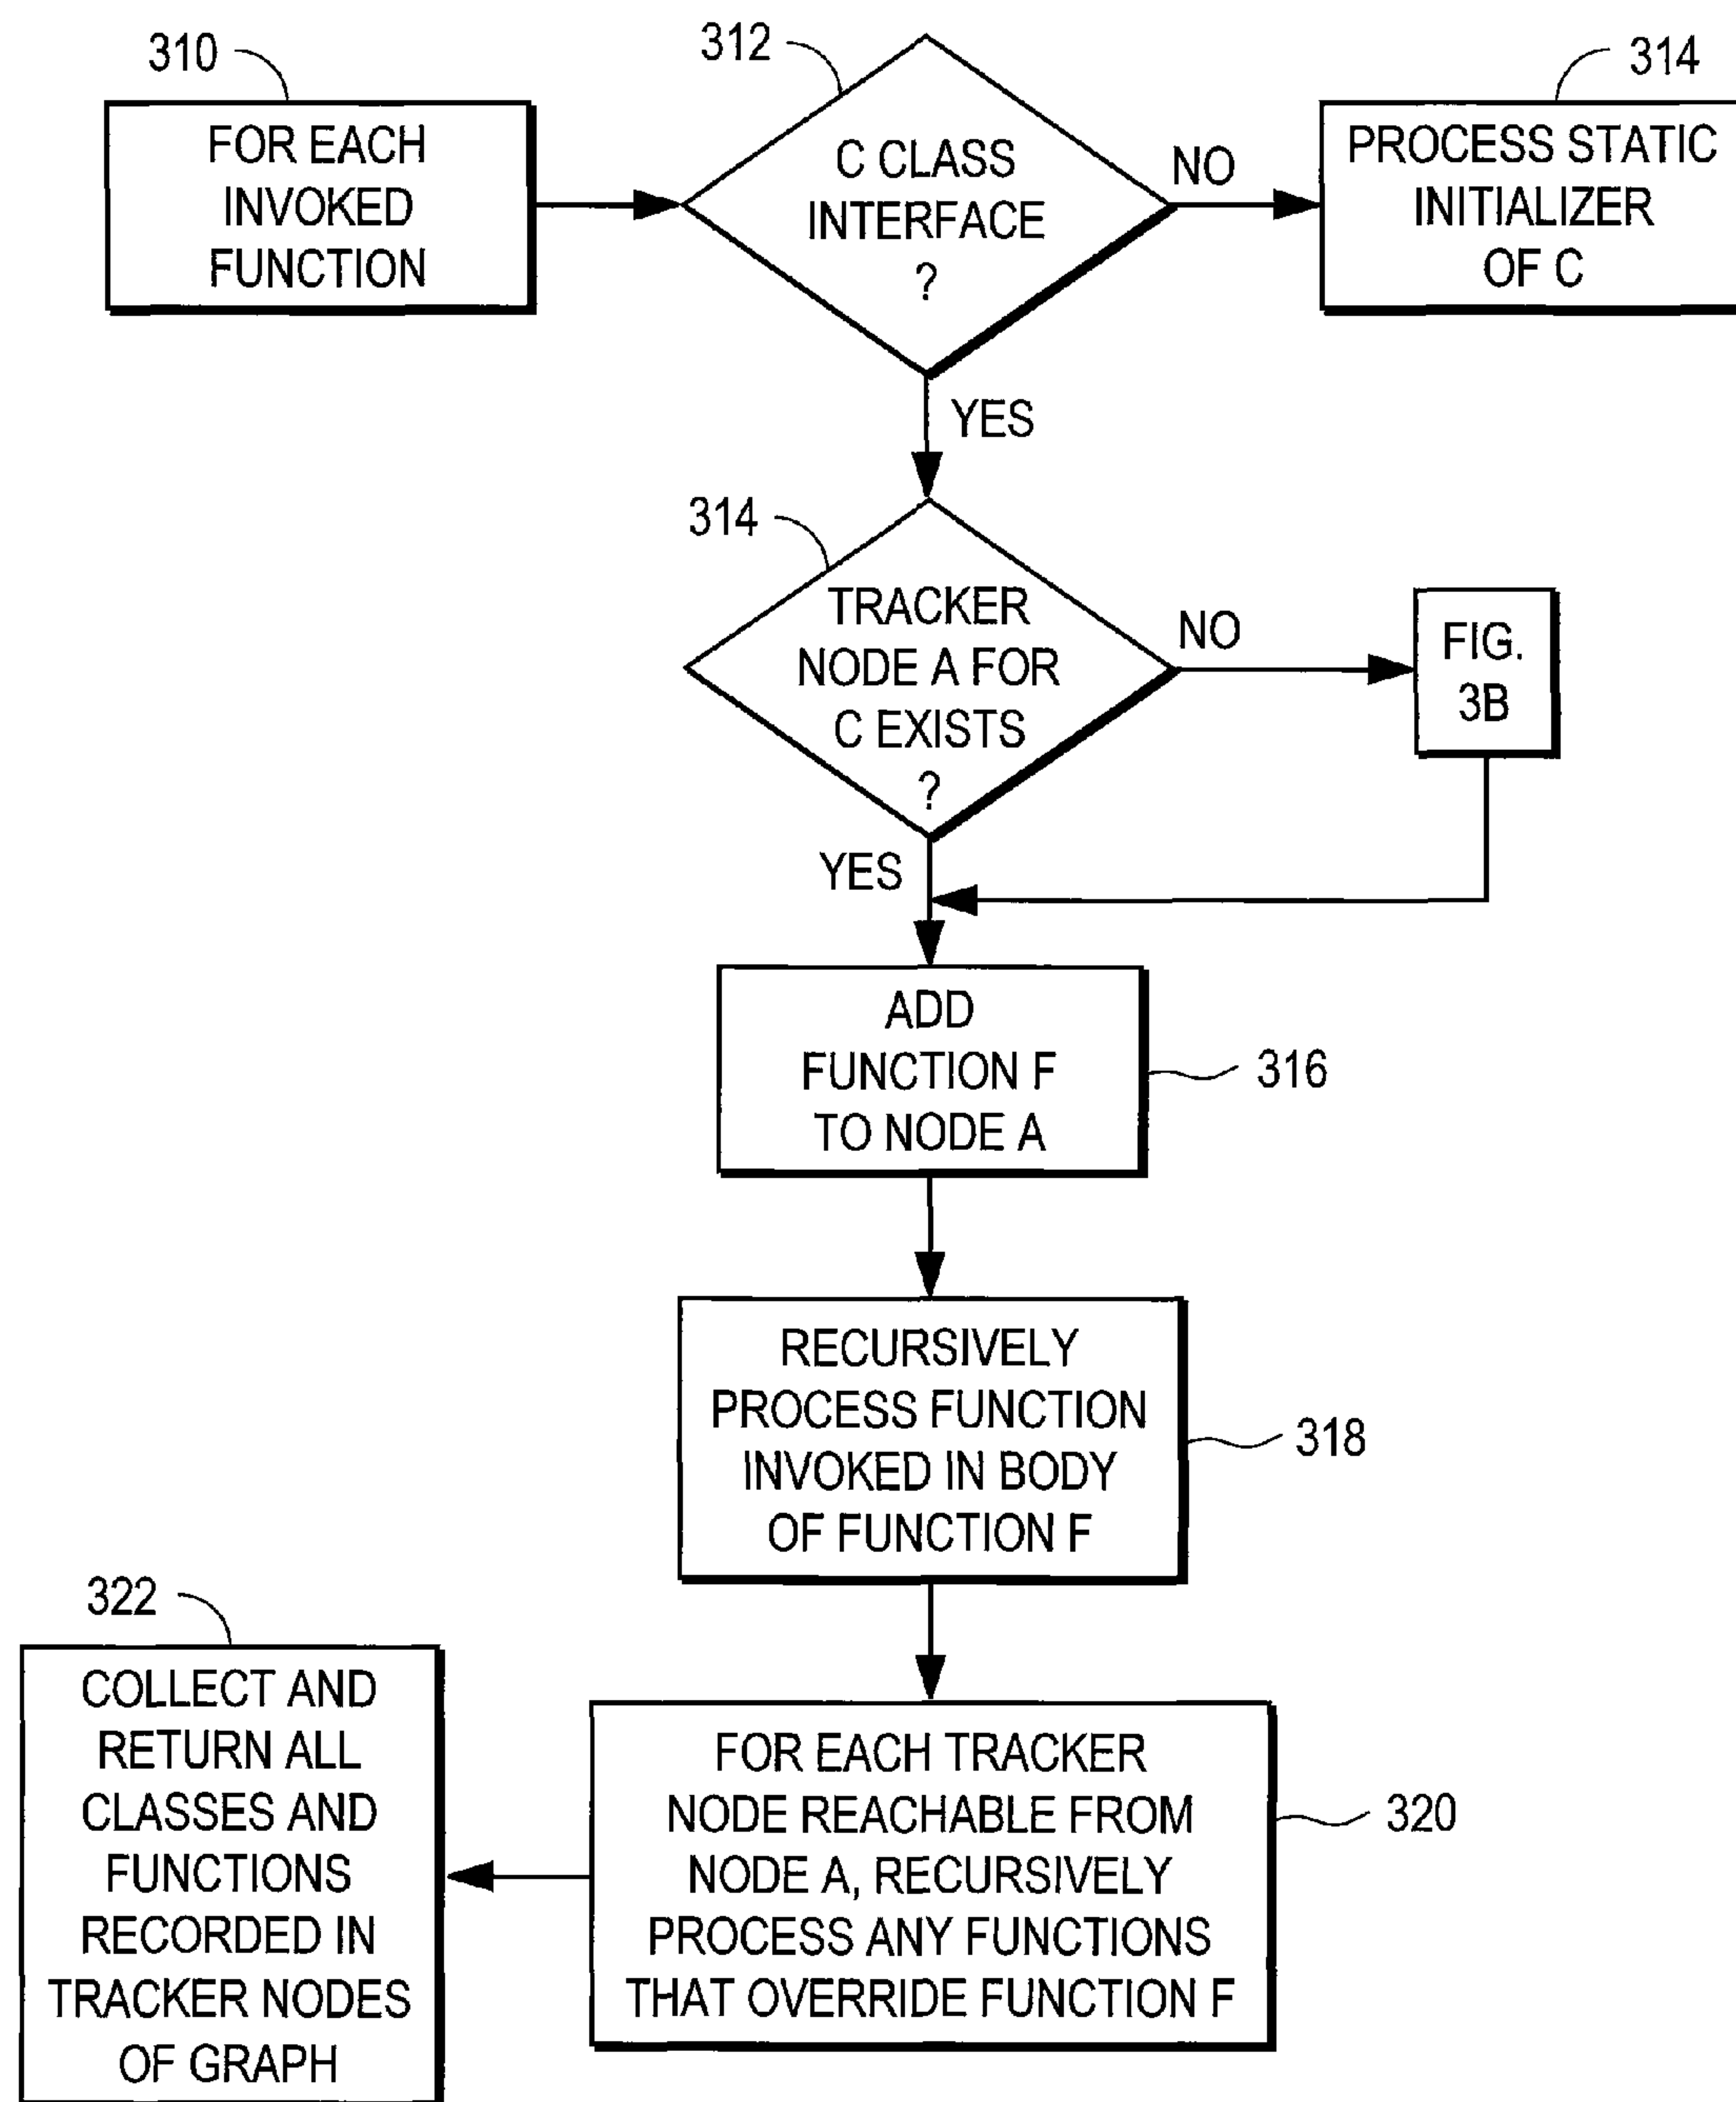 310
FOR EACH
INVOKED
FUNCTION
312
C CLASS
INTERFACE
?
NO
314
PROCESS STATIC
INITIALIZER
OF C
YES
314
TRACKER
NODE A FOR
C EXISTS
?
NO
FIG.
3B
YES
ADD
FUNCTION F
TO NODE A
316
RECURSIVELY
PROCESS FUNCTION
INVOKED IN BODY
OF FUNCTION F
318
FOR EACH TRACKER
NODE REACHABLE FROM
NODE A, RECURSIVELY
PROCESS ANY FUNCTIONS
THAT OVERRIDE FUNCTION F
320
322
COLLECT AND
RETURN ALL
CLASSES AND
FUNCTIONS
RECORDED IN
TRACKER NODES
OF GRAPH